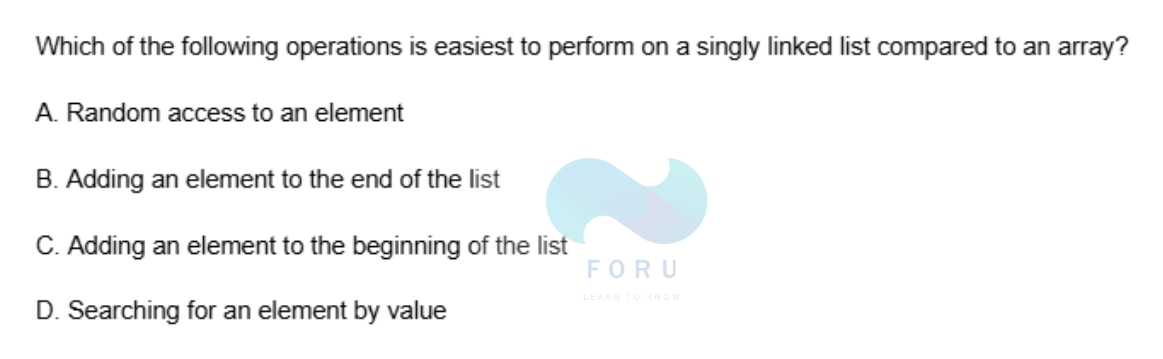 Which of the following operations is easiest to perform on a singly linked list compared to an array?
A. Random access to an element
B. Adding an element to the end of the list
C. Adding an element to the beginning of the list
FORU
LEARN TO KNOW
D. Searching for an element by value